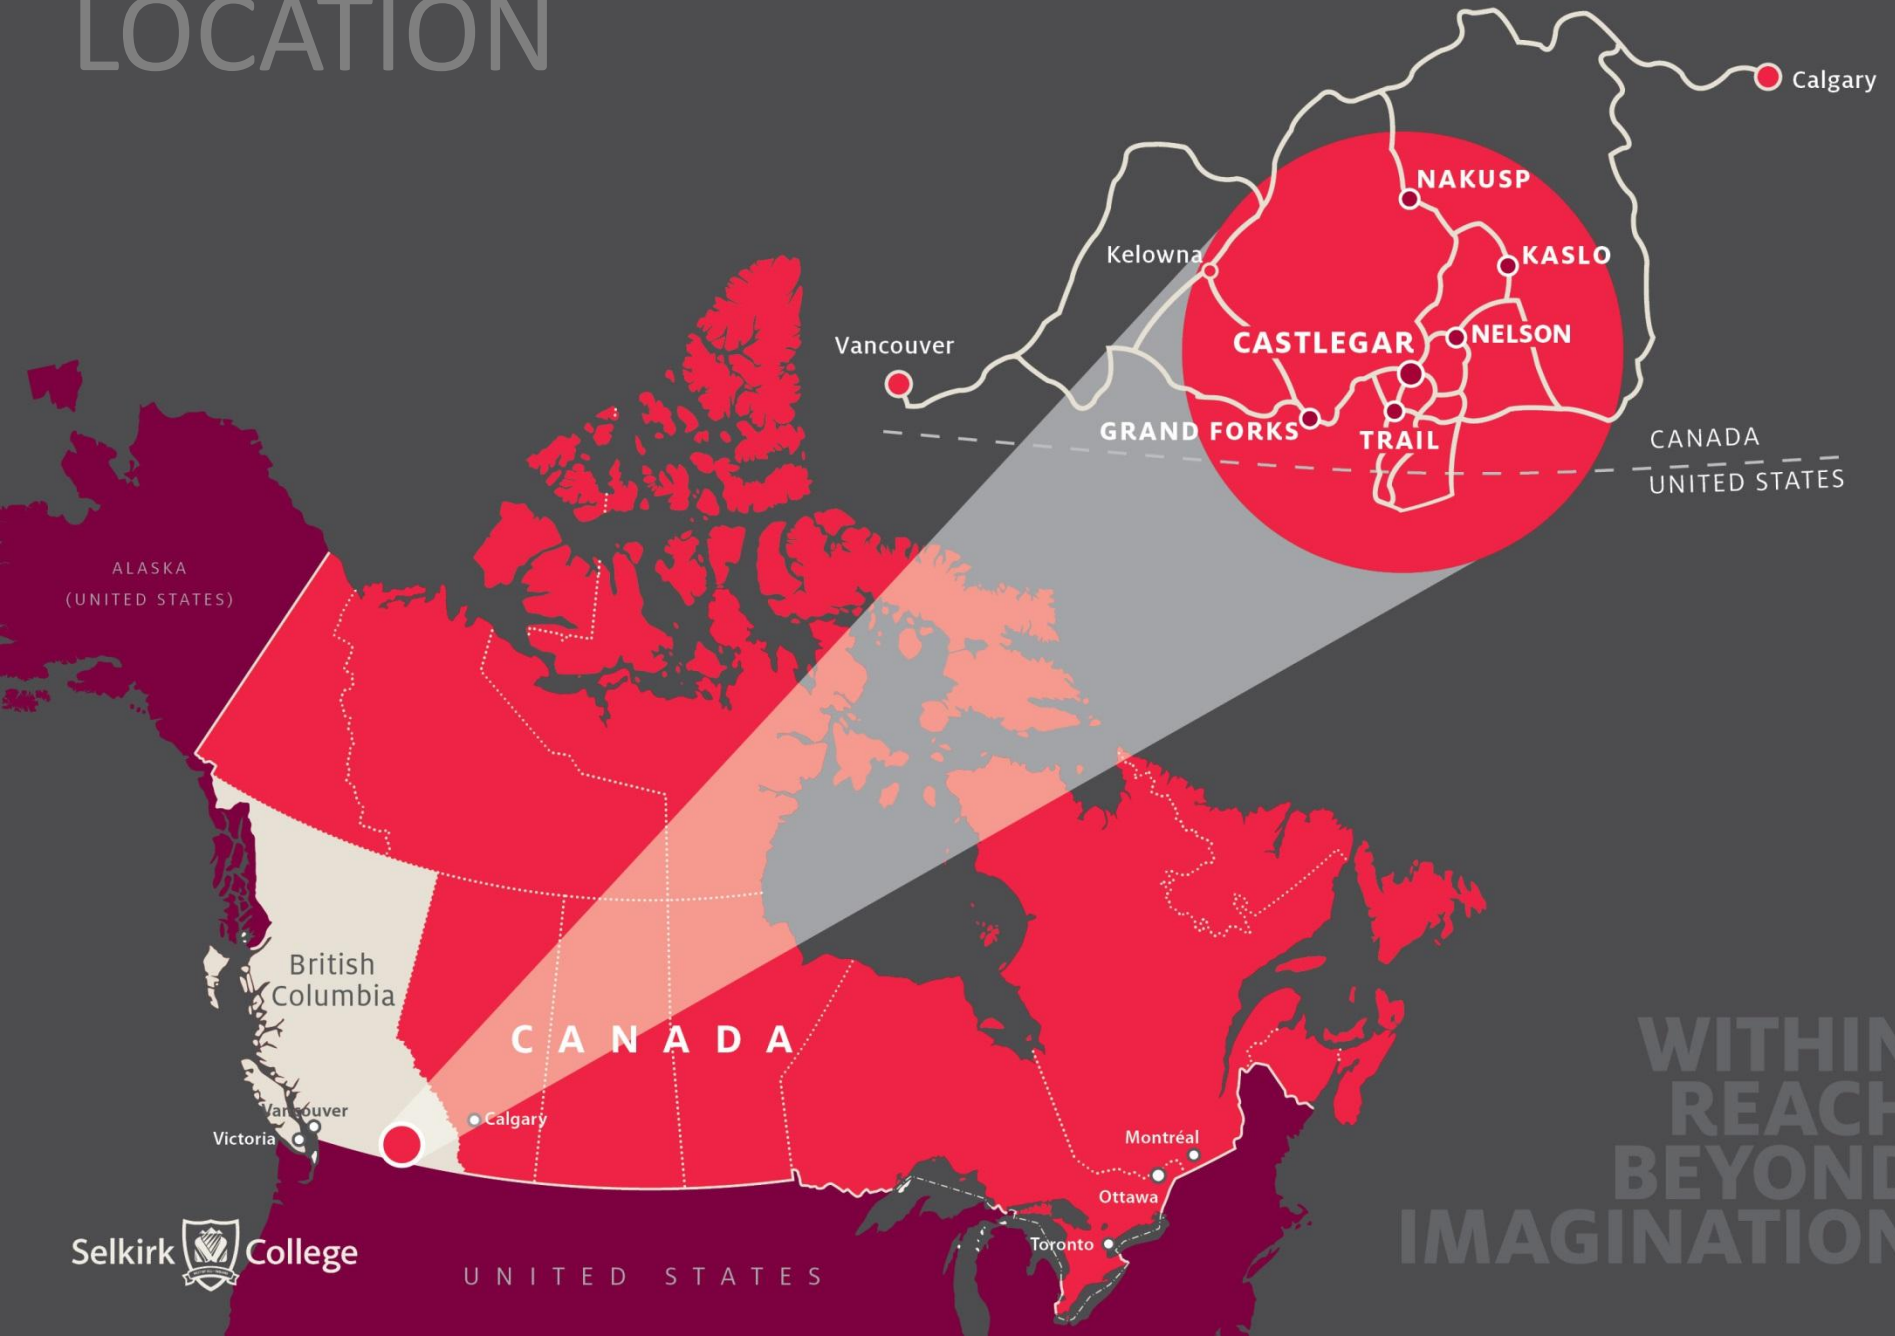 LOCATION
Calgary
NAKUSP
Kelowna
KASLO
CASTLEGAR
NELSON
Vancouver
GRAND FORKS
TRAIL
CANADA
UNITED STATES
ALASKA
(UNITED STATES)
British
Columbia
CANADA
Vancouver
Calgary
Victoria
Montréal
Ottawa
Toronto
Selkirk College
UNITED STATES
WITHIN
REACH
BEYOND
IMAGINATION